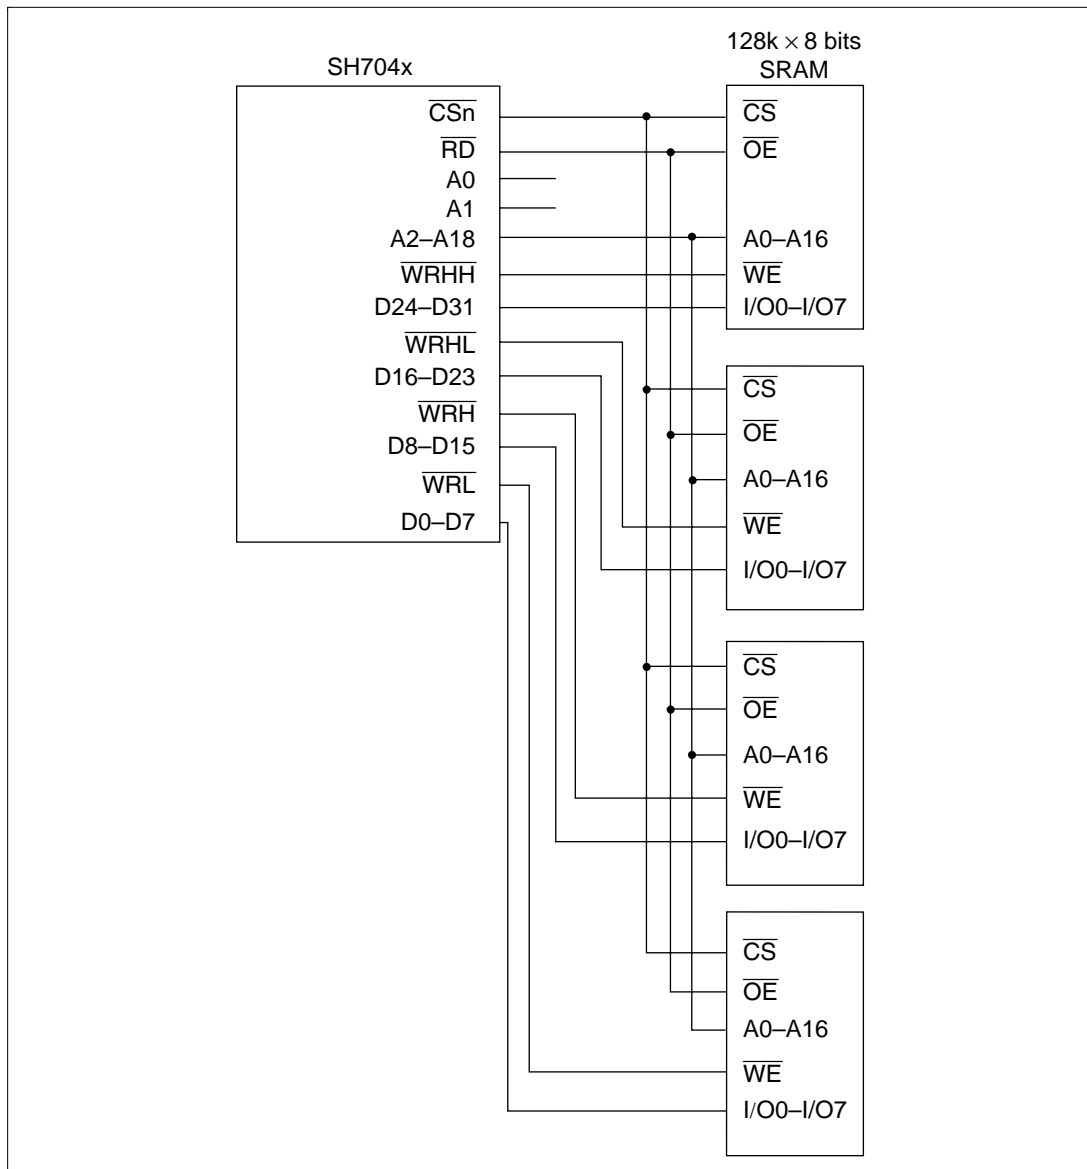 128k × 8 bits
SRAM
SH704x
CSn
RD
A0
A1
A2–A18
WRHH
D24–D31
WRHL
D16–D23
WRH
D8–D15
WRL
D0–D7
CS
OE
A0–A16
WE
I/O0–I/O7
CS
OE
A0–A16
WE
I/O0–I/O7
CS
OE
A0–A16
WE
I/O0–I/O7
CS
OE
A0–A16
WE
I/O0–I/O7